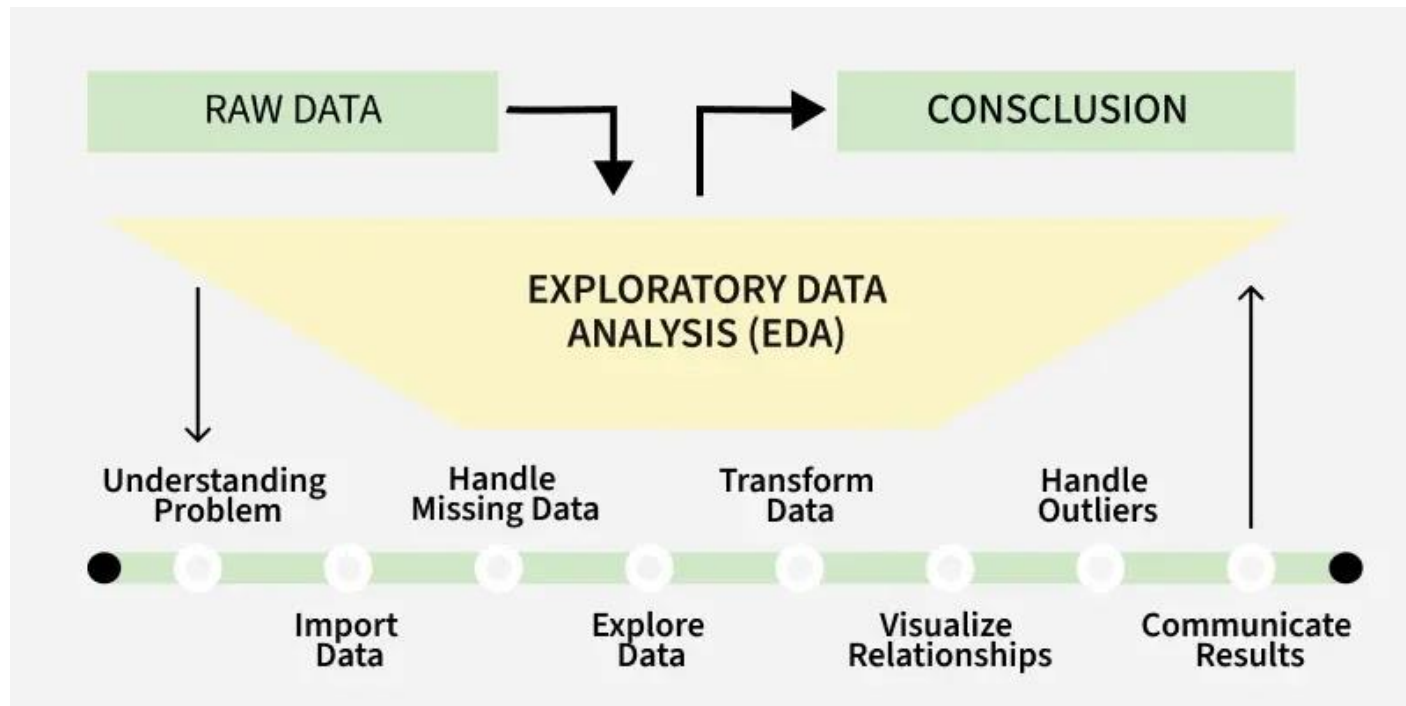 RAW DATA
CONSCLUSION
EXPLORATORY DATA
ANALYSIS (EDA)
Understanding
Problem
Handle
Missing Data
Transform
Data
Handle
Outliers
Import
Data
Explore
Data
Visualize
Relationships
Communicate
Results